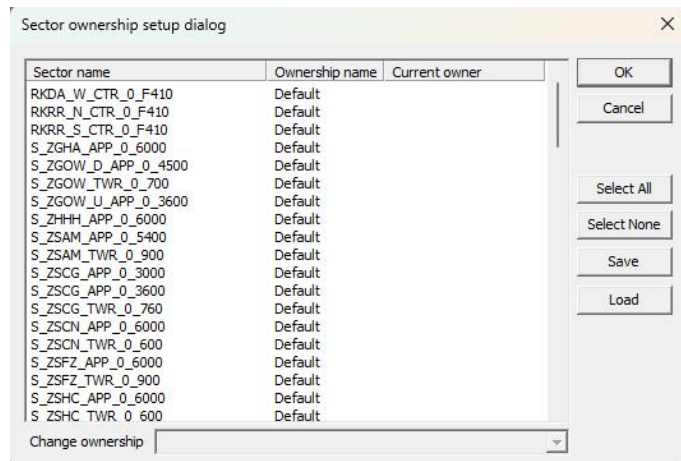 Sector ownership setup dialog
Sector name Ownership name Current owner
RKDA_W_CTR_0_F410 Default
RKRR_N_CTR_0_F410 Default
RKRR_S_CTR_0_F410 Default
S_ZGHA_APP_0_6000 Default
S_ZGOW_D_APP_0_4500 Default
S_ZGOW_TWR_0_700 Default
S_ZGOW_U_APP_0_3600 Default
S_ZHHH_APP_0_6000 Default
S_ZSAM_APP_0_5400 Default
S_ZSAM_TWR_0_900 Default
S_ZSCG_APP_0_3000 Default
S_ZSCG_APP_0_3600 Default
S_ZSCG_TWR_0_760 Default
S_ZSCN_APP_0_6000 Default
S_ZSCN_TWR_0_600 Default
S_ZSFZ_APP_0_6000 Default
S_ZSFZ_TWR_0_900 Default
S_ZSHC_APP_0_6000 Default
S_ZSHC_TWR_0_600 Default
Change ownership
OK
Cancel
Select All
Select None
Save
Load